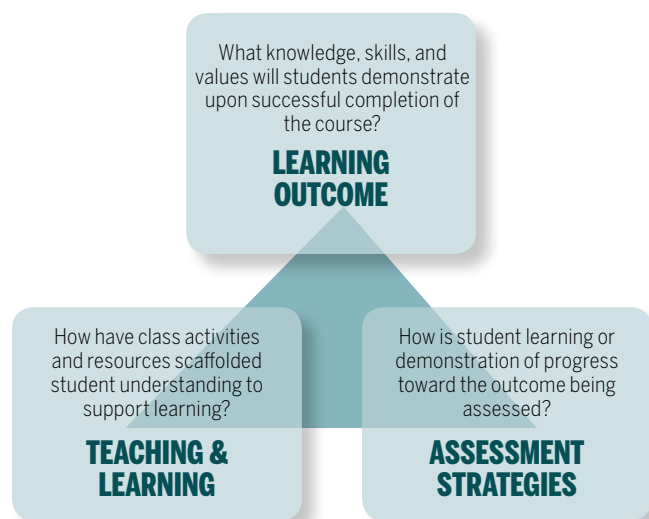 What knowledge, skills, and
values will students demonstrate
upon successful completion of
the course?
LEARNING
OUTCOME
How have class activities
and resources scaffolded
student understanding to
support learning?
TEACHING &
LEARNING
How is student learning or
demonstration of progress
toward the outcome being
assessed?
ASSESSMENT
STRATEGIES